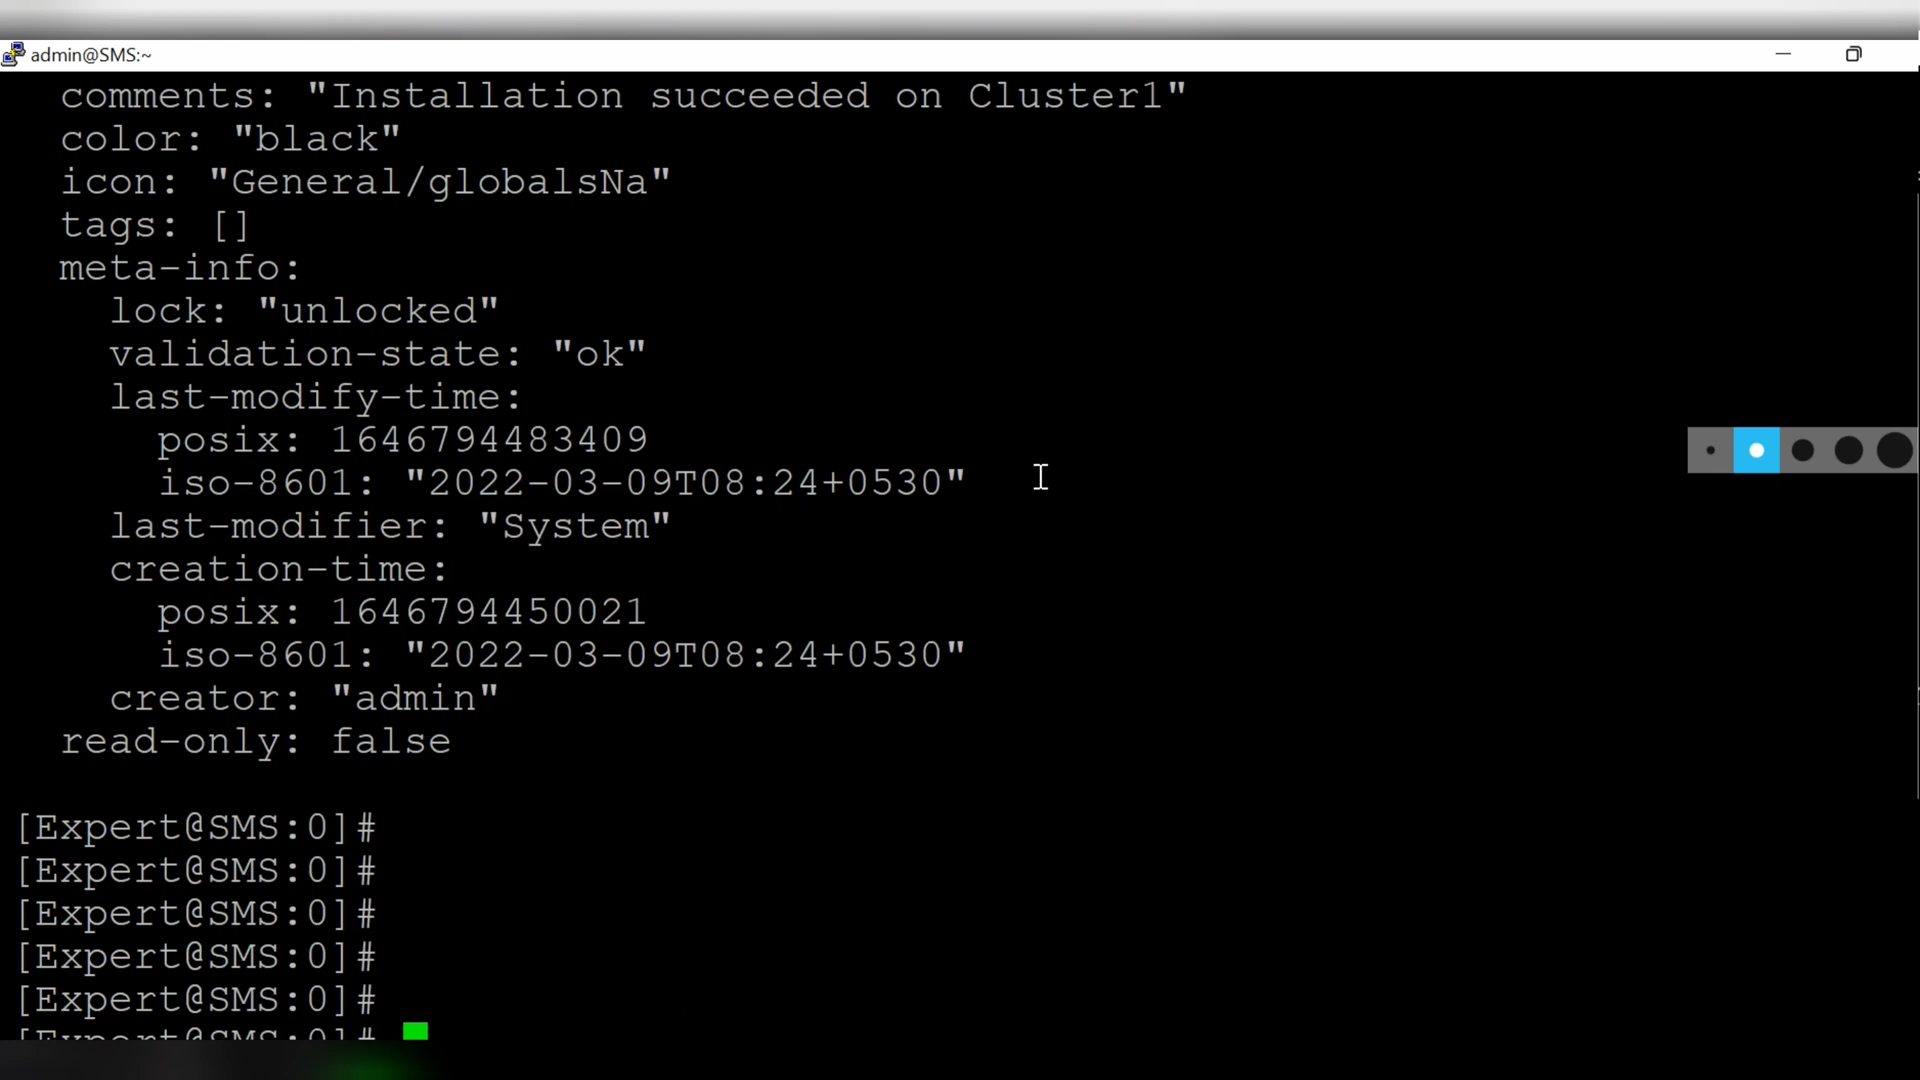 admin@SMS:~
comments: "Installation succeeded on Cluster1"
color: "black"
icon: "General/globalsNa"
tags: []
meta-info:
lock: "unlocked"
validation-state: "ok"
last-modify-time:
posix: 1646794483409
iso-8601: "2022-03-09T08:24+0530"
last-modifier: "System"
creation-time:
posix: 1646794450021
iso-8601: "2022-03-09T08:24+0530"
creator: "admin"
read-only: false
[Expert@SMS:0]#
[Expert@SMS:0]#
[Expert@SMS:0]#
[Expert@SMS:0]#
[Expert@SMS:0]#
[Expert@SMS:0]#